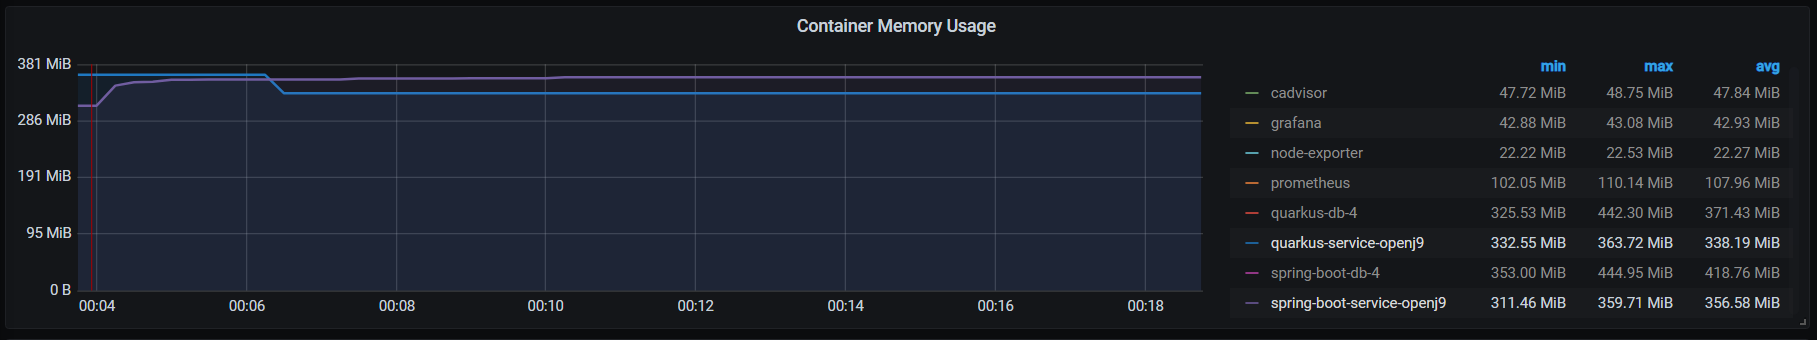 Container Memory Usage
381 MiB
286 MiB
191 MiB
95 MiB
0 B
00:04 00:06 00:08 00:10 00:12 00:14 00:16 00:18
min max avg
cadvisor 47.72 MiB 48.75 MiB 47.84 MiB
grafana 42.88 MiB 43.08 MiB 42.93 MiB
node-exporter 22.22 MiB 22.53 MiB 22.27 MiB
prometheus 102.05 MiB 110.14 MiB 107.96 MiB
quarkus-db-4 325.53 MiB 442.30 MiB 371.43 MiB
quarkus-service-openj9 332.55 MiB 363.72 MiB 338.19 MiB
spring-boot-db-4 353.00 MiB 444.95 MiB 418.76 MiB
spring-boot-service-openj9 311.46 MiB 359.71 MiB 356.58 MiB